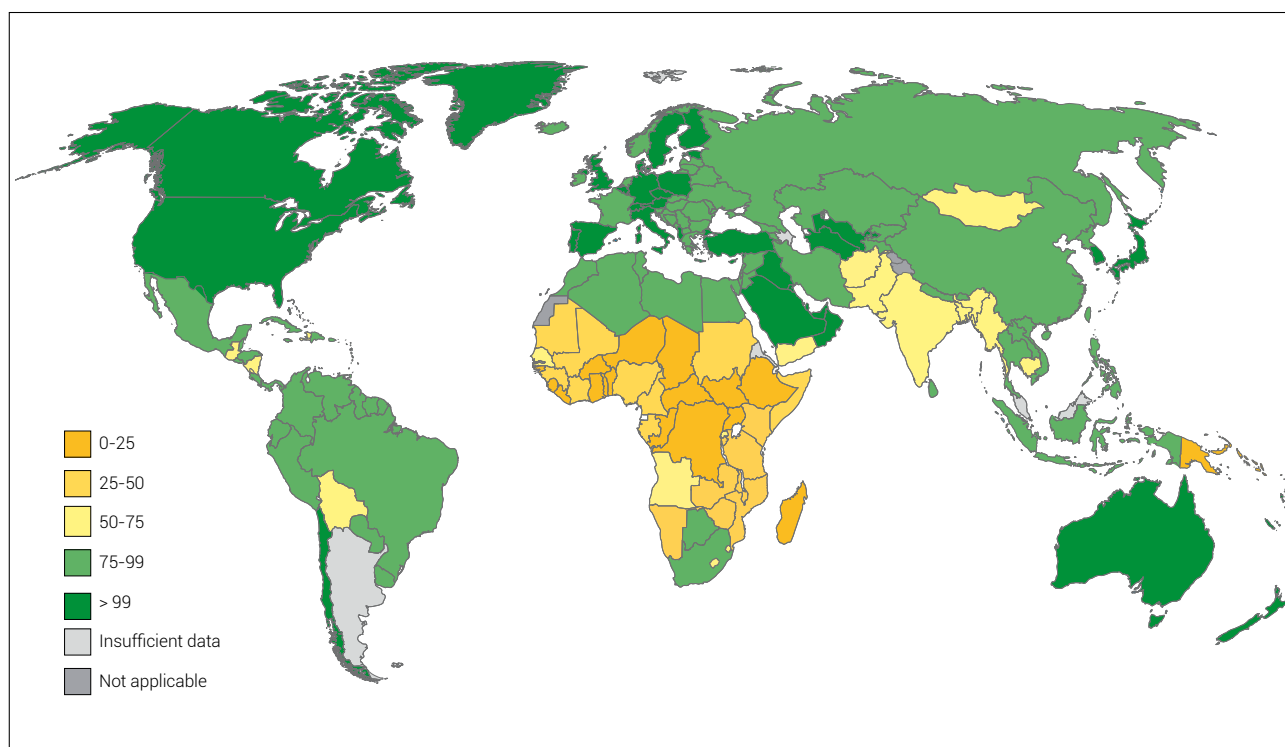 0-25
25-50
50-75
75-99
> 99
Insufficient data
Not applicable